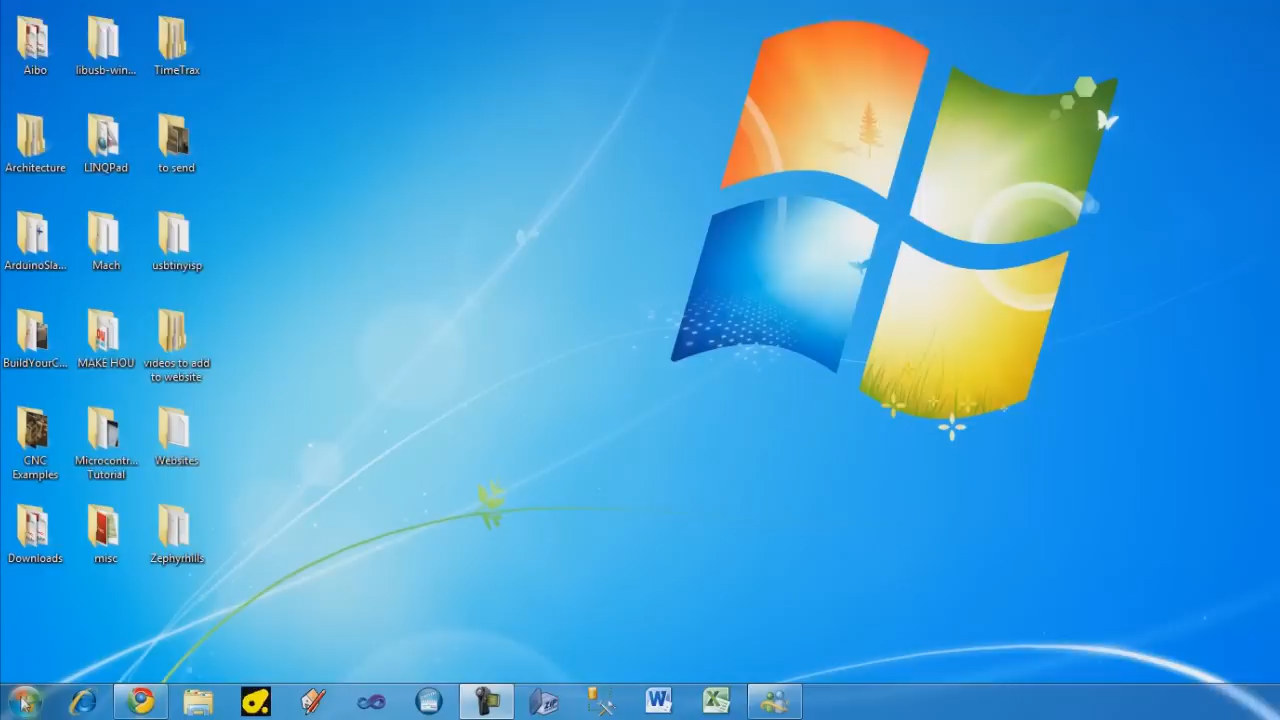 Aibo
libusb-win...
TimeTrax
Architecture
LINQPad
to send
ArduinoSla...
Mach
usbtinyisp
BuildYourC...
MAKE HOU
videos to add
to website
CNC
Examples
Microcontr...
Tutorial
Websites
Downloads
misc
Zephyrhills